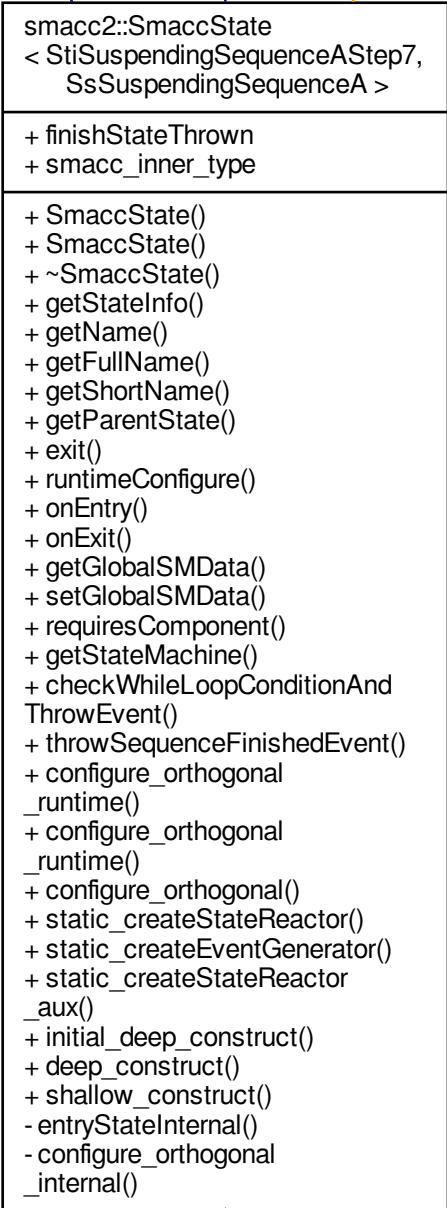 smacc2::SmaccState
< StiSuspendingSequenceAStep7,
SsSuspendingSequenceA >
+ finishStateThrown
+ smacc_inner_type
+ SmaccState()
+ SmaccState()
+ ~SmaccState()
+ getStateInfo()
+ getName()
+ getFullName()
+ getShortName()
+ getParentState()
+ exit()
+ runtimeConfigure()
+ onEntry()
+ onExit()
+ getGlobalSMData()
+ setGlobalSMData()
+ requiresComponent()
+ getStateMachine()
+ checkWhileLoopConditionAnd
ThrowEvent()
+ throwSequenceFinishedEvent()
+ configure_orthogonal
_runtime()
+ configure_orthogonal
_runtime()
+ configure_orthogonal()
+ static_createStateReactor()
+ static_createEventGenerator()
+ static_createStateReactor
_aux()
+ initial_deep_construct()
+ deep_construct()
+ shallow_construct()
- entryStateInternal()
- configure_orthogonal
_internal()